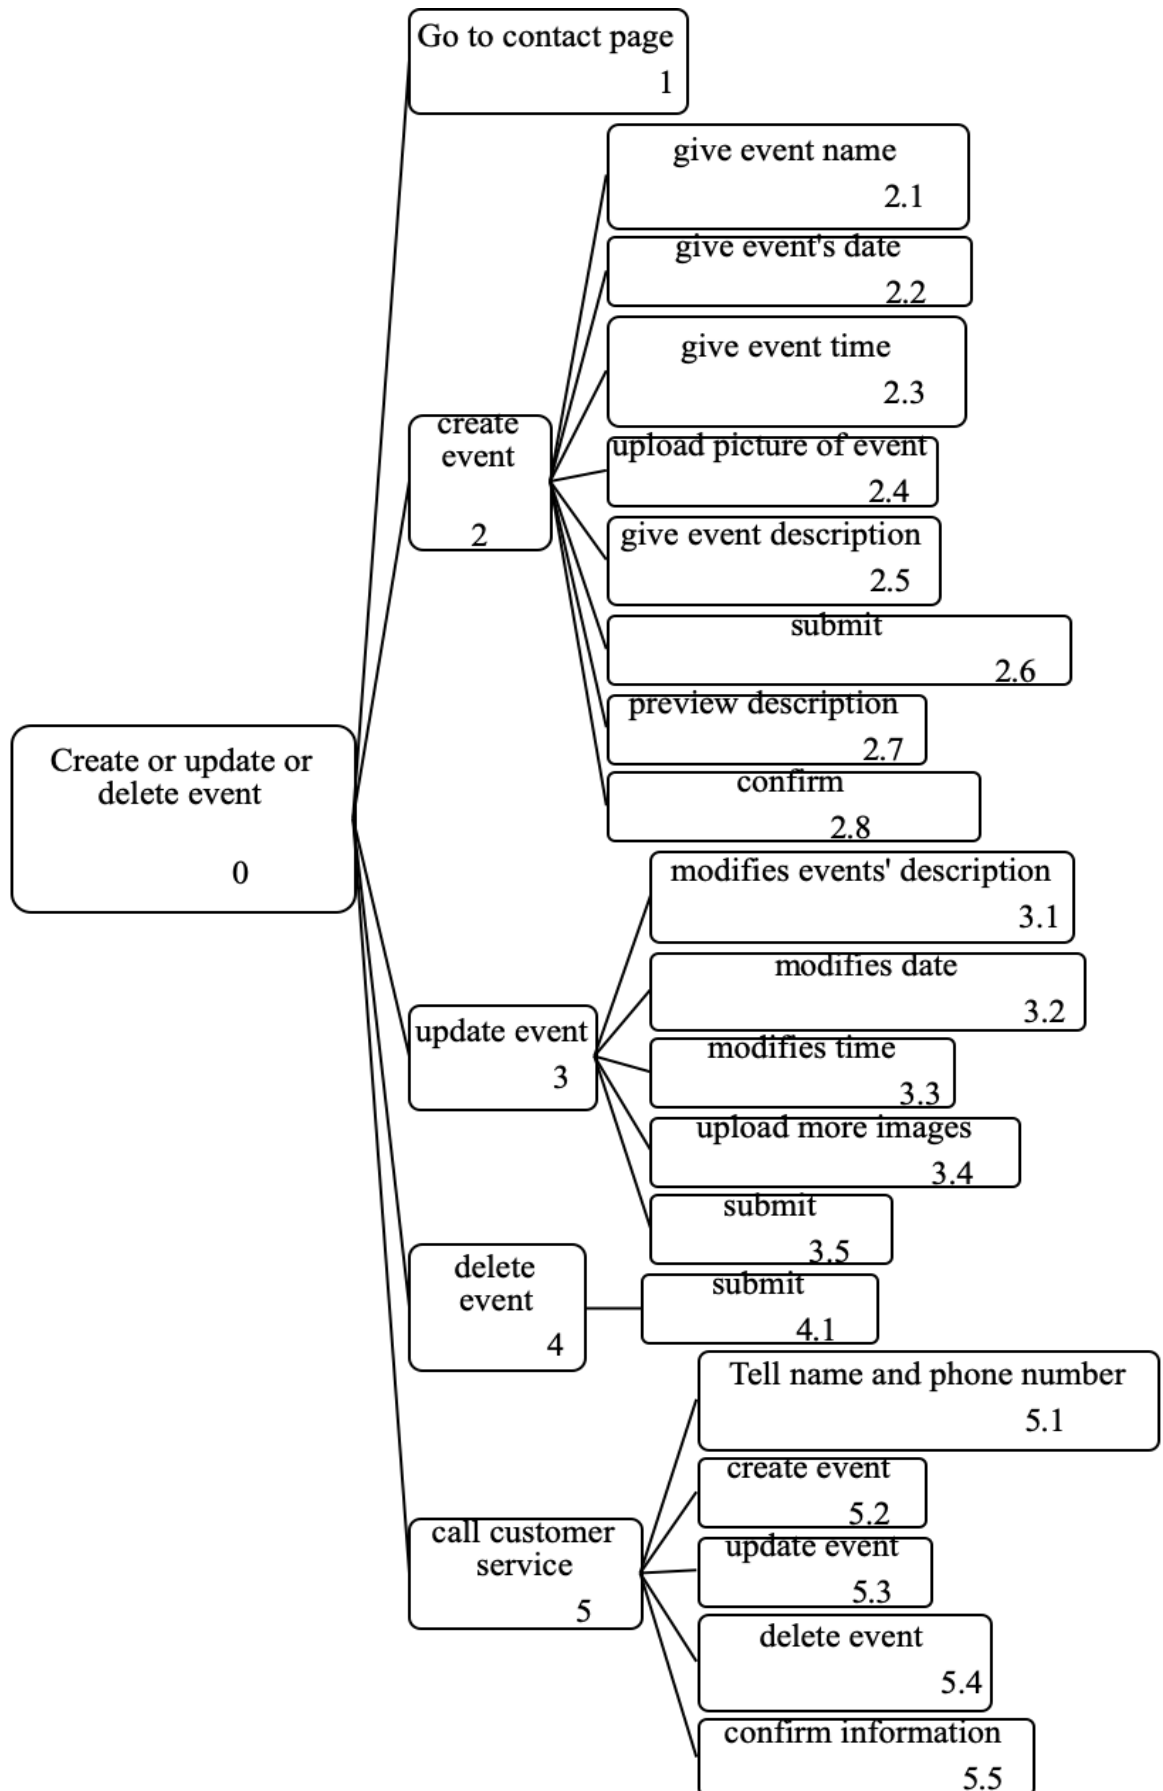 Go to contact page
1
give event name
2.1
give event's date
2.2
give event time
2.3
create
event
2
upload picture of event
2.4
give event description
2.5
submit
2.6
preview description
2.7
confirm
2.8
Create or update or
delete event
0
modifies events' description
3.1
modifies date
3.2
update event
3
modifies time
3.3
upload more images
3.4
submit
3.5
delete
event
4
submit
4.1
Tell name and phone number
5.1
create event
5.2
call customer
service
5
update event
5.3
delete event
5.4
confirm information
5.5